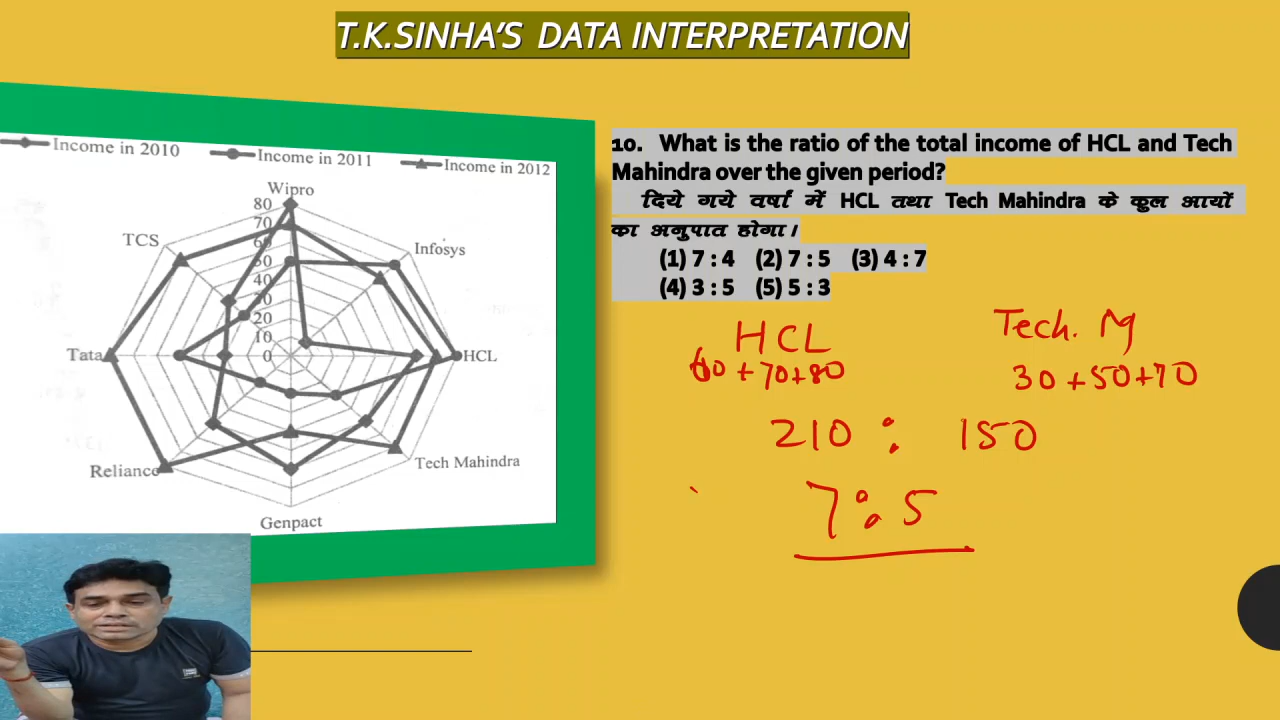 T.K.SINHA'S DATA INTERPRETATION
Income in 2010 Income in 2011 Income in 2012
Wipro
80
70
60
50
40
30
20
10
0
TCS
Infosys
Tata
HCL
Reliance
Tech Mahindra
Genpact
10. What is the ratio of the total income of HCL and Tech
Mahindra over the given period?
दिये गये वर्षां में HCL तथा Tech Mahindra के कुल आयों
का अनुपात होगा।
(1) 7 : 4 (2) 7 : 5 (3) 4 : 7
(4) 3 : 5 (5) 5 : 3
HCL Tech. M
60+70+80 30+50+70
210 : 150
7 : 5